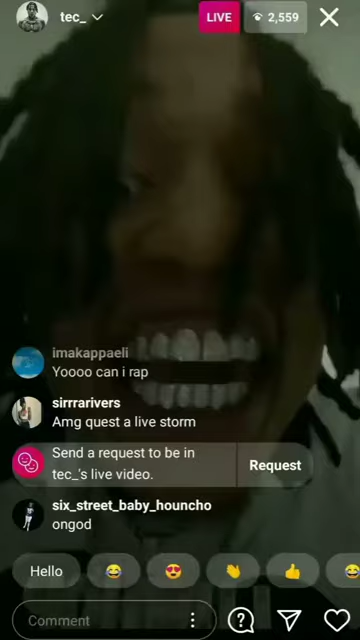 tec_
LIVE
2,559
imakappaeli
Yoooo can i rap
sirrrarivers
Amg quest a live storm
Send a request to be in
tec_'s live video.
Request
six_street_baby_houncho
ongod
Hello
Comment